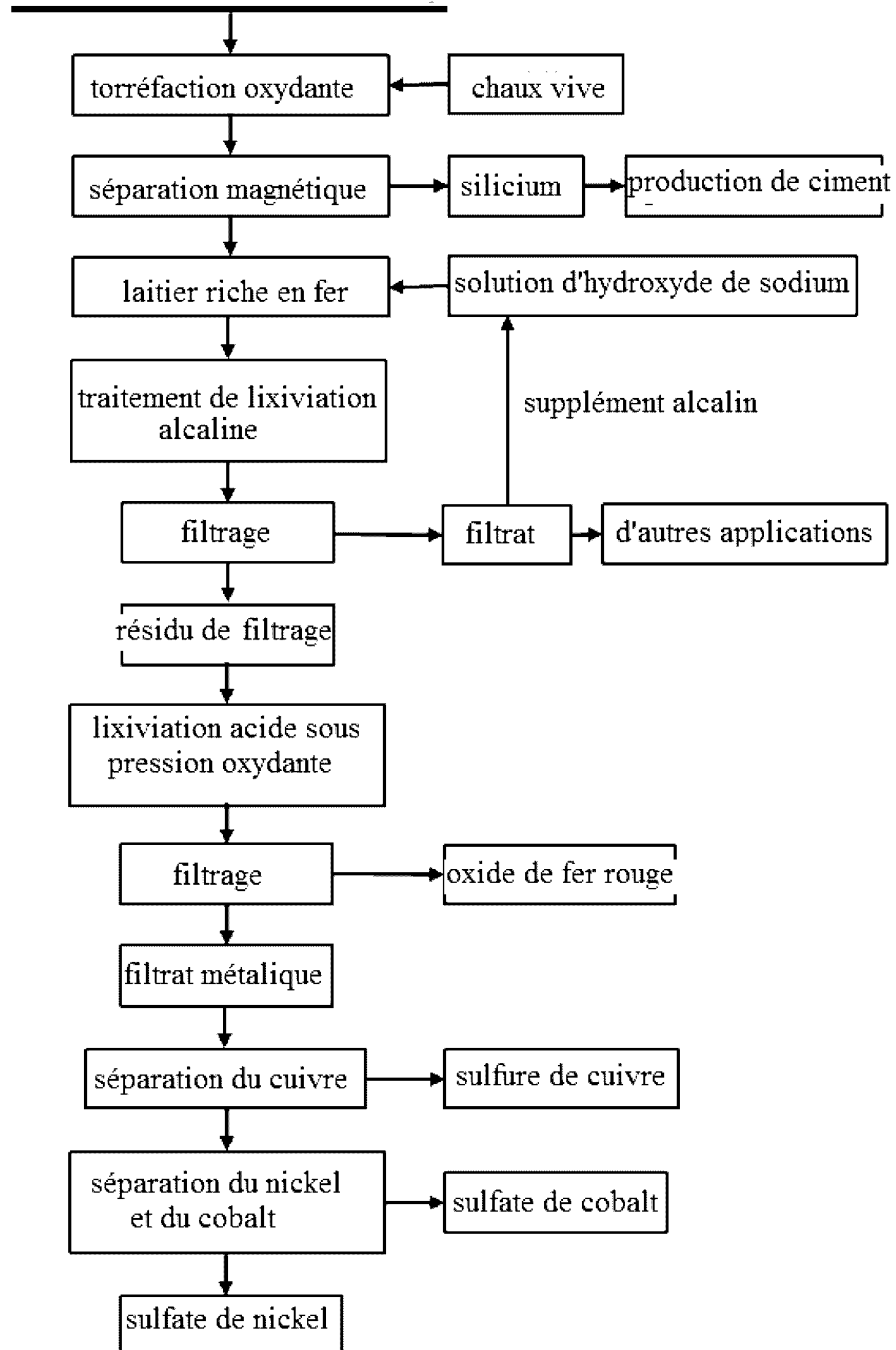 torréfaction oxydante
chaux vive
séparation magnétique
silicium
production de ciment
laitier riche en fer
solution d'hydroxyde de sodium
traitement de lixiviation
alcaline
supplément alcalin
filtrage
filtrat
d'autres applications
résidu de filtrage
lixiviation acide sous
pression oxydante
filtrage
oxide de fer rouge
filtrat métalique
séparation du cuivre
sulfure de cuivre
séparation du nickel
et du cobalt
sulfate de cobalt
sulfate de nickel